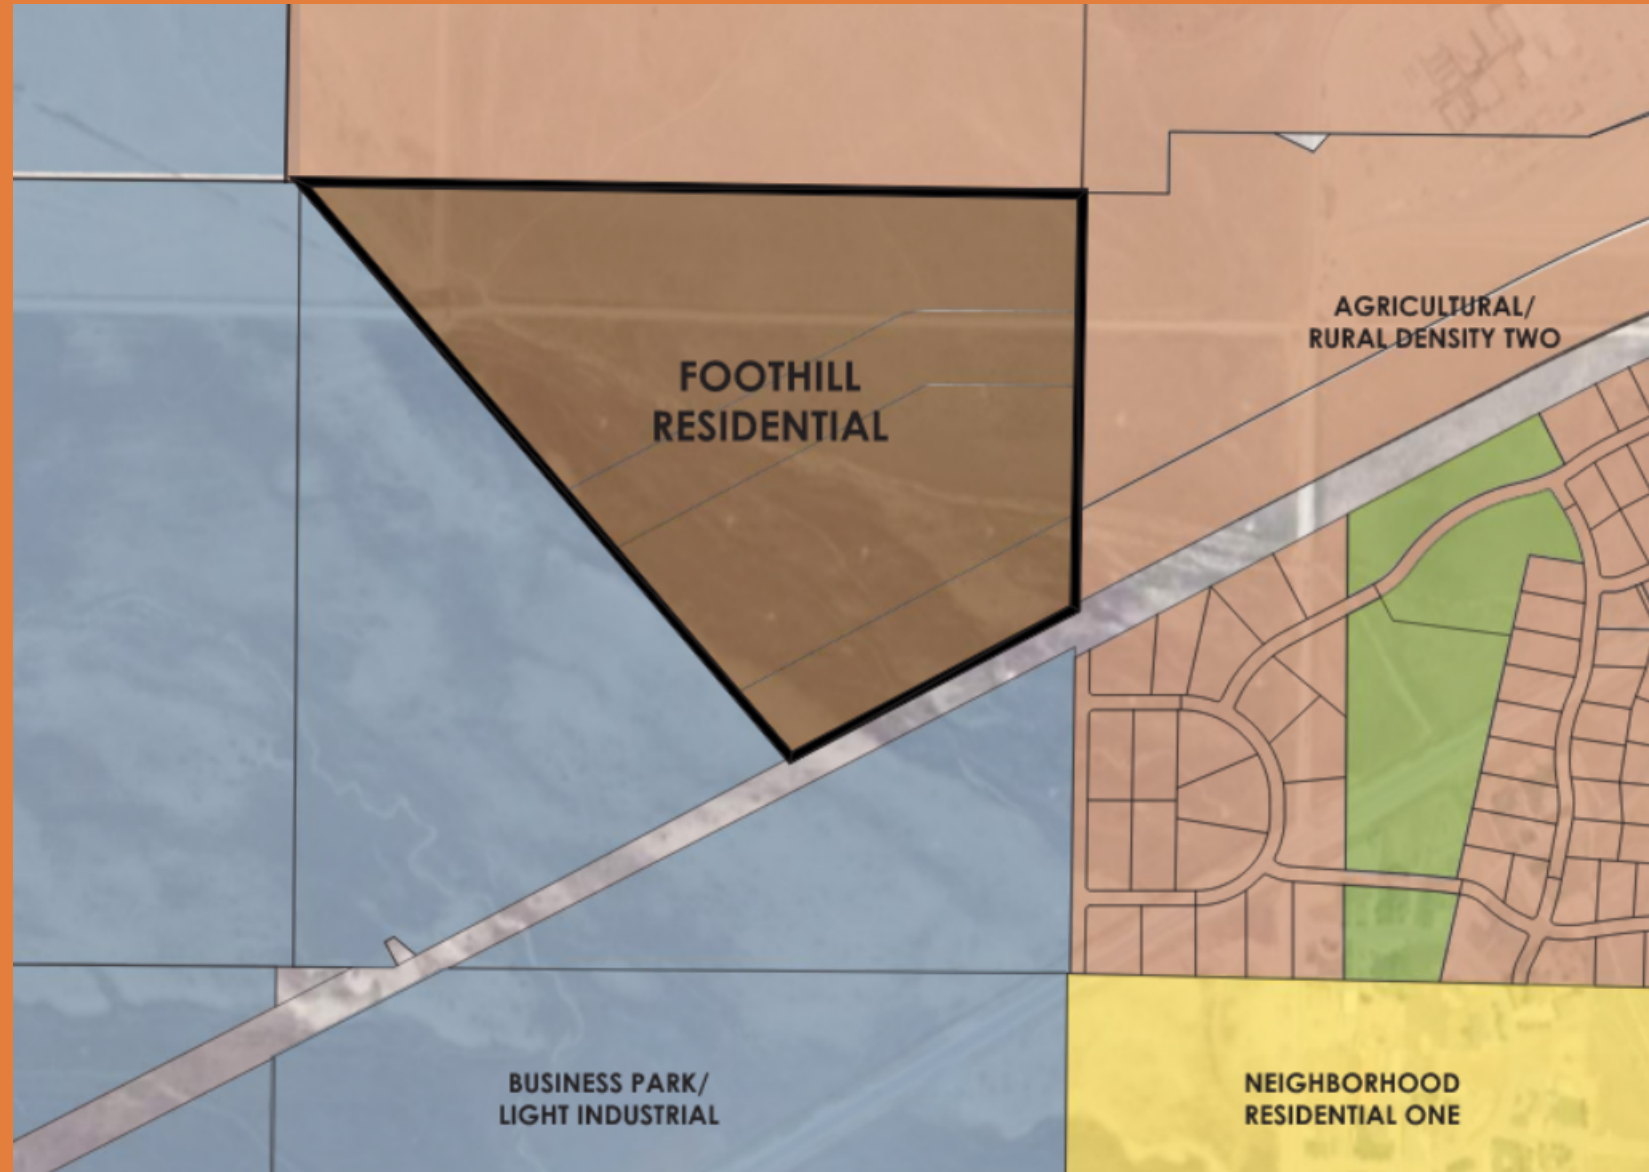 FOOTHILL
RESIDENTIAL
AGRICULTURAL/
RURAL DENSITY TWO
BUSINESS PARK/
LIGHT INDUSTRIAL
NEIGHBORHOOD
RESIDENTIAL ONE